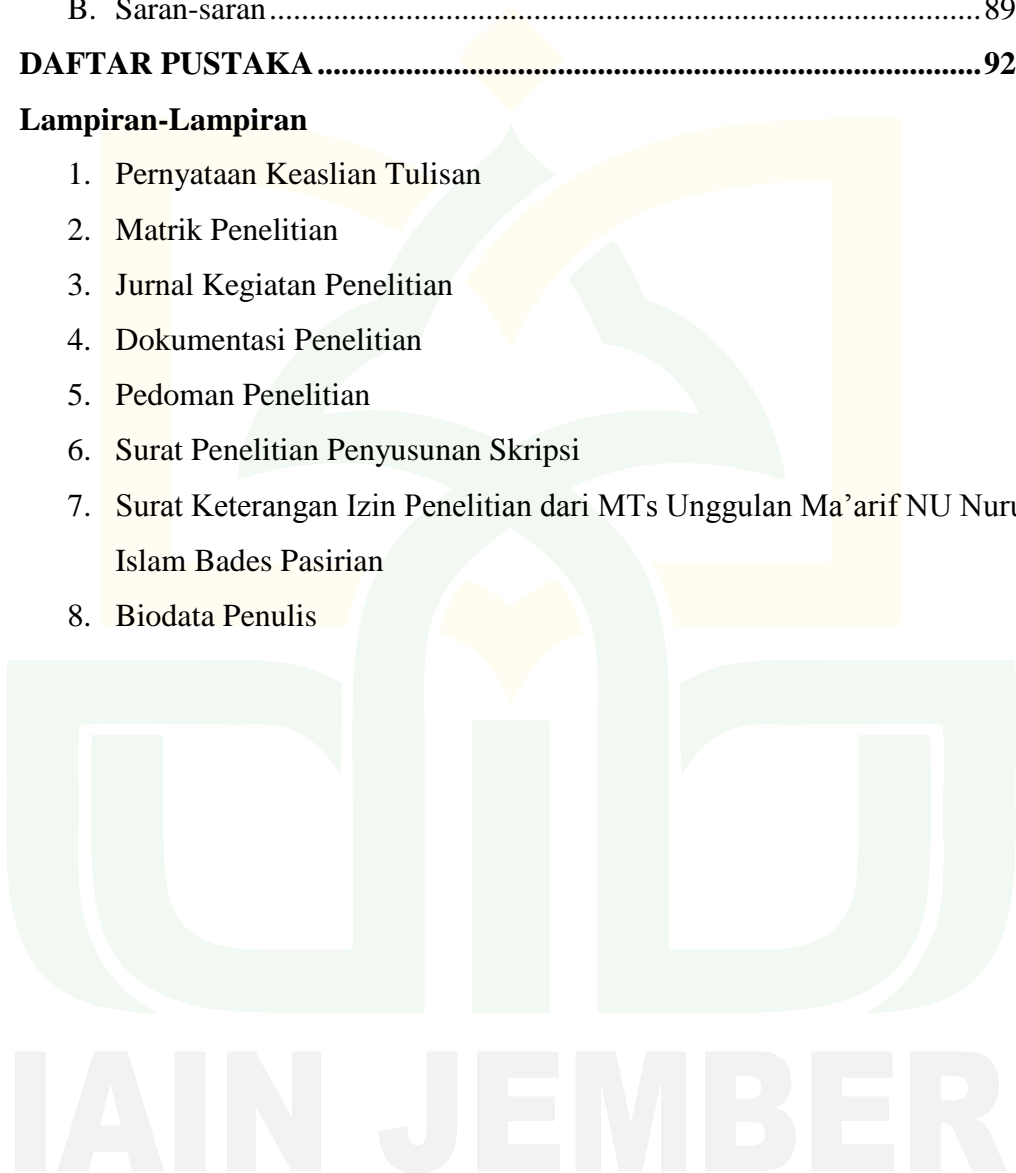 B. Saran-saran........................................................................................... 89
DAFTAR PUSTAKA.................................................................................... 92
Lampiran-Lampiran
1. Pernyataan Keaslian Tulisan
2. Matrik Penelitian
3. Jurnal Kegiatan Penelitian
4. Dokumentasi Penelitian
5. Pedoman Penelitian
6. Surat Penelitian Penyusunan Skripsi
7. Surat Keterangan Izin Penelitian dari MTs Unggulan Ma’arif NU Nuru
Islam Bades Pasirian
8. Biodata Penulis
IAIN JEMBER